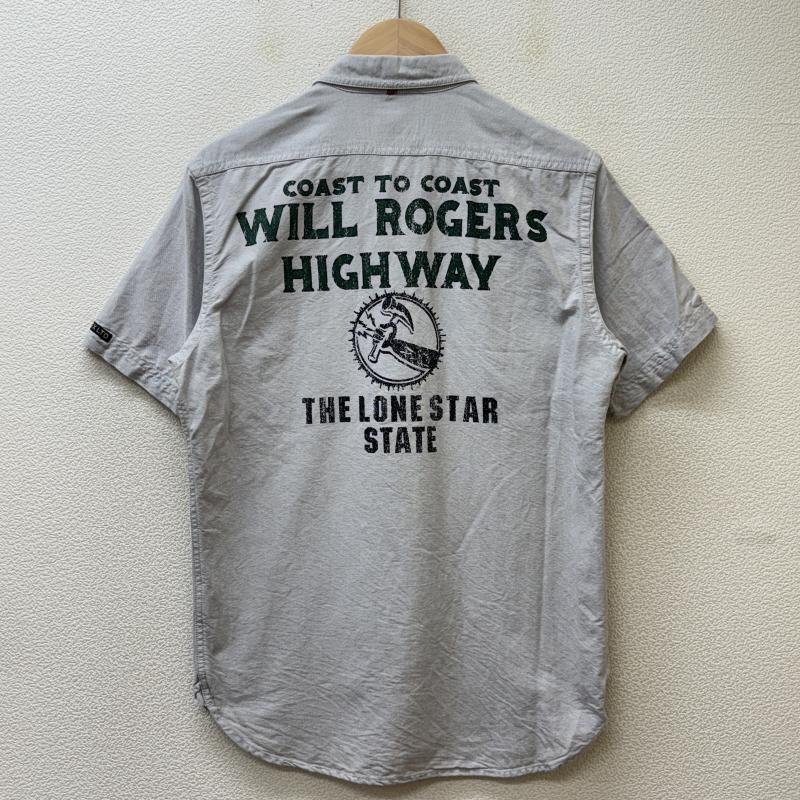 COAST TO COAST
WILL ROGERS
HIGHWAY
THE LONE STAR
STATE